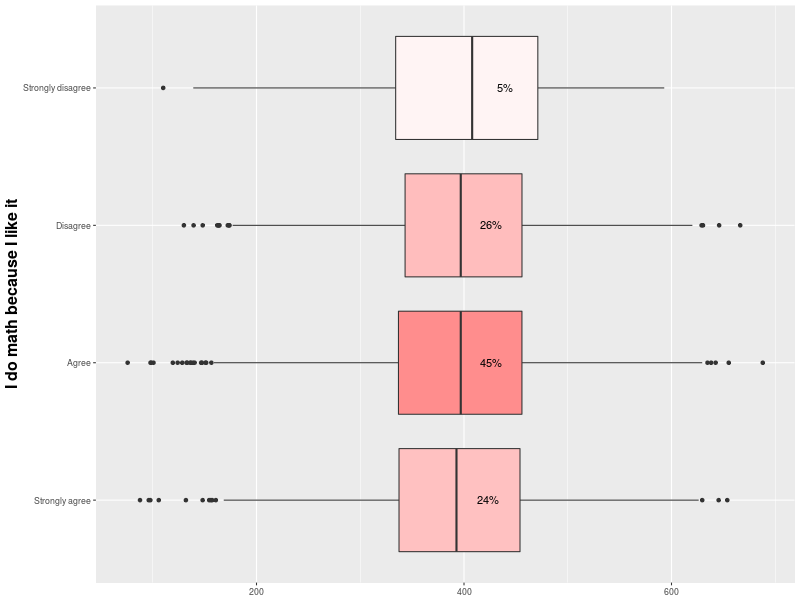 I do math because I like it
Strongly disagree
5%
Disagree
26%
Agree
45%
Strongly agree
24%
200
400
600